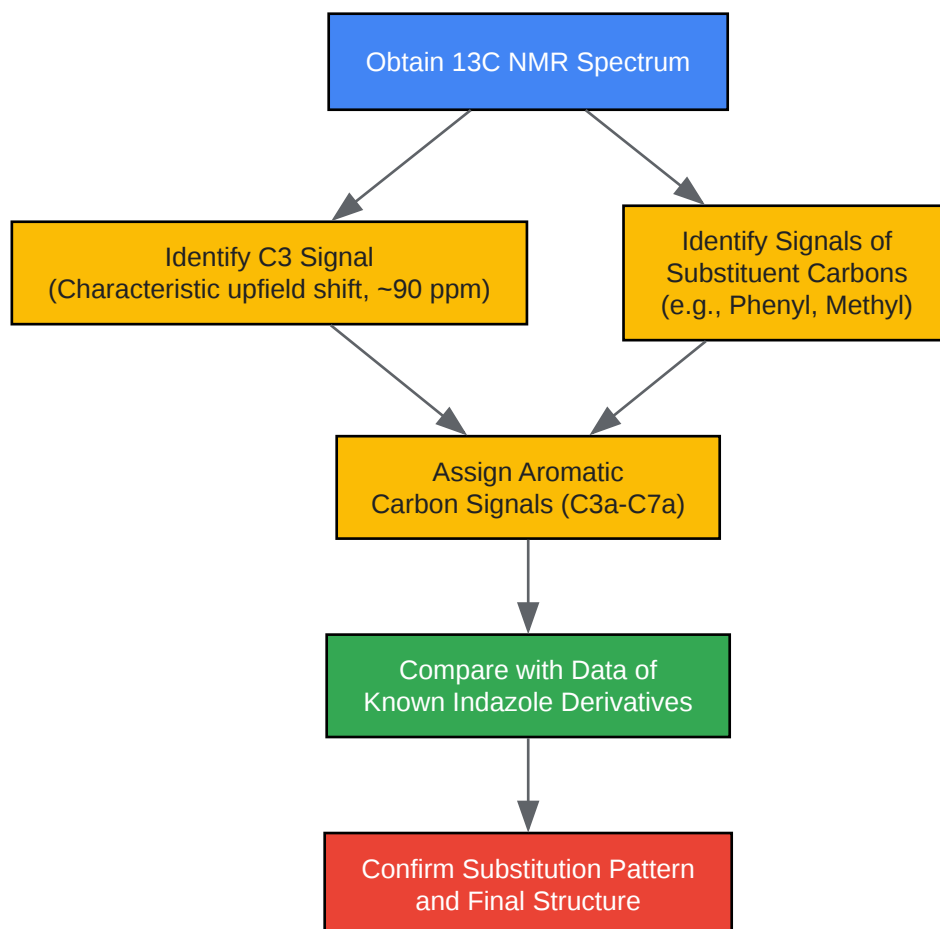 Obtain 13C NMR Spectrum
Identify C3 Signal
(Characteristic upfield shift, ~90 ppm)
Identify Signals of
Substituent Carbons
(e.g., Phenyl, Methyl)
Assign Aromatic
Carbon Signals (C3a-C7a)
Compare with Data of
Known Indazole Derivatives
Confirm Substitution Pattern
and Final Structure